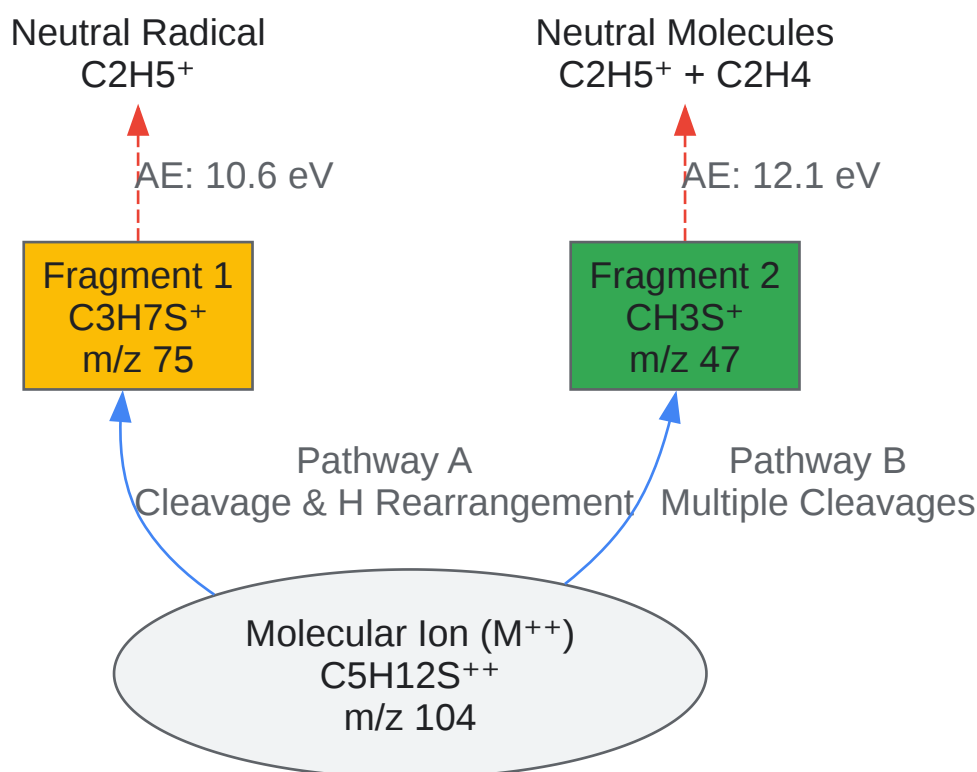 Neutral Radical
C2H5⁺
Neutral Molecules
C2H5⁺ + C2H4
AE: 10.6 eV
AE: 12.1 eV
Fragment 1
C3H7S⁺
m/z 75
Fragment 2
CH3S⁺
m/z 47
Pathway A
Cleavage & H Rearrangement
Pathway B
Multiple Cleavages
Molecular Ion (M⁺⁺)
C5H12S⁺⁺
m/z 104